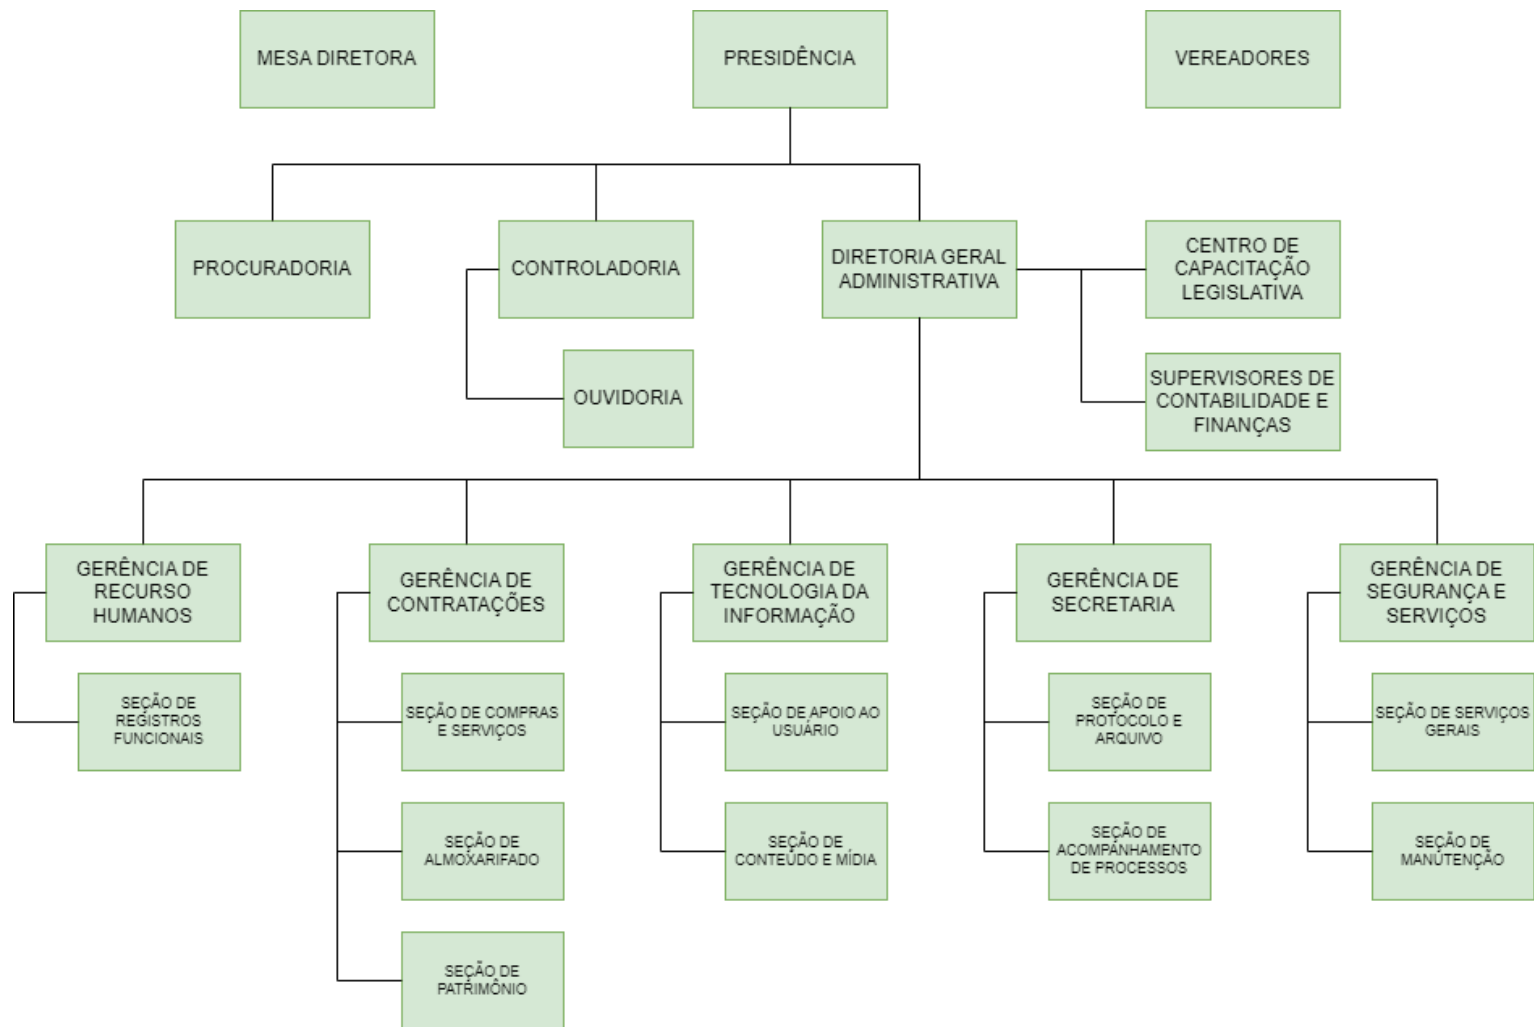 MESA DIRETORA
PRESIDÊNCIA
VEREADORES
PROCURADORIA
CONTROLADORIA
DIRETORIA GERAL
ADMINISTRATIVA
CENTRO DE
CAPACITAÇÃO
LEGISLATIVA
OUVIDORIA
SUPERVISORES DE
CONTABILIDADE E
FINANÇAS
GERÊNCIA DE
RECURSO
HUMANOS
GERÊNCIA DE
CONTRATAÇÕES
GERÊNCIA DE
TECNOLOGIA DA
INFORMAÇÃO
GERÊNCIA DE
SECRETARIA
GERÊNCIA DE
SEGURANÇA E
SERVIÇOS
SEÇÃO DE
REGISTROS
FUNCIONAIS
SEÇÃO DE COMPRAS
E SERVIÇOS
SEÇÃO DE APOIO AO
USUÁRIO
SEÇÃO DE
PROTOCOLO E
ARQUIVO
SEÇÃO DE SERVIÇOS
GERAIS
SEÇÃO DE
ALMOXARIFADO
SEÇÃO DE
CONTEÚDO E MÍDIA
SEÇÃO DE
ACOMPANHAMENTO
DE PROCESSOS
SEÇÃO DE
MANUTENÇÃO
SEÇÃO DE
PATRIMÔNIO